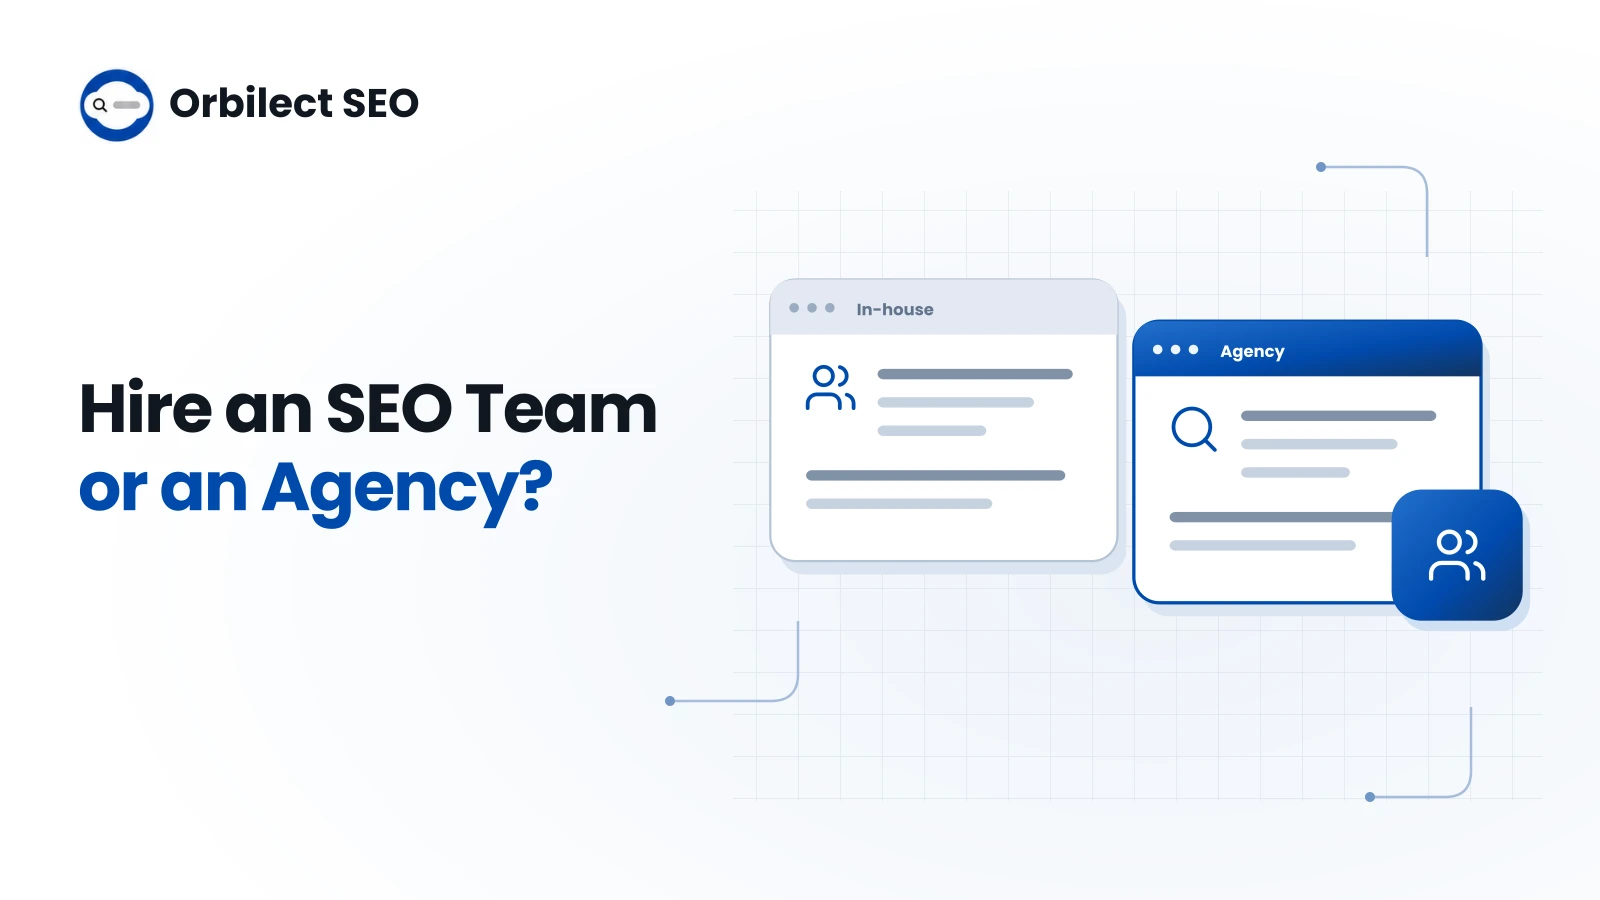 Orbilect SEO
Hire an SEO Team
or an Agency?
In-house
Agency